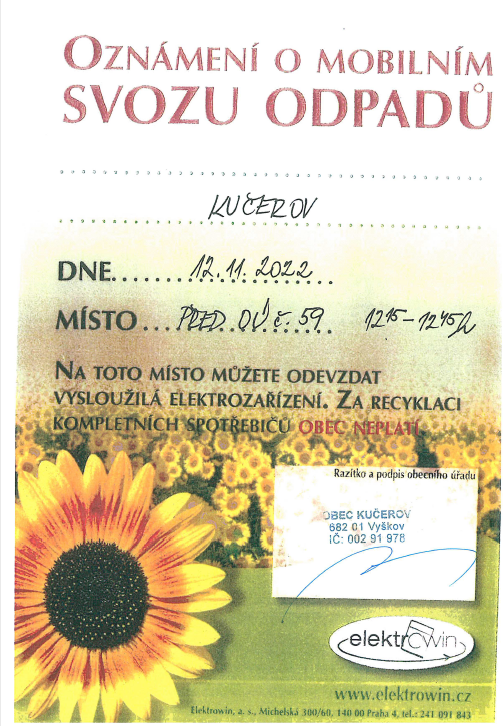 OZNÁMENÍ O MOBILNÍM
SVOZU ODPADŮ
KUČEROV
DNE......12.11.2022......
MÍSTO...PŘED. OÚ č. 59. 12¹⁵ – 12⁴⁵h
NA TOTO MÍSTO MŮŽETE ODEVZDAT
VYSLOUŽILÁ ELEKTROZAŘÍZENÍ. ZA RECYKLACI
KOMPLETNÍCH SPOTŘEBIČŮ OBEC NEPLATÍ.
Razítko a podpis obecního úřadu
OBEC KUČEROV
682 01 Vyškov
IČ: 002 91 978
elektrowin
www.elektrowin.cz
Elektrowin, a. s., Michelská 300/60, 140 00 Praha 4, tel.: 241 091 843